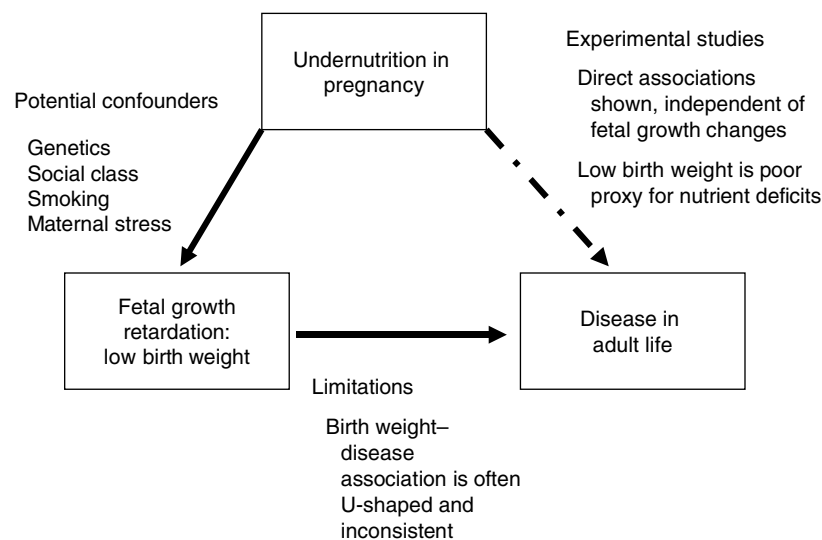 Undernutrition in
pregnancy
Experimental studies
Direct associations
shown, independent of
fetal growth changes
Low birth weight is poor
proxy for nutrient deficits
Potential confounders
Genetics
Social class
Smoking
Maternal stress
Fetal growth
retardation:
low birth weight
Disease in
adult life
Limitations
Birth weight–
disease
association is often
U-shaped and
inconsistent